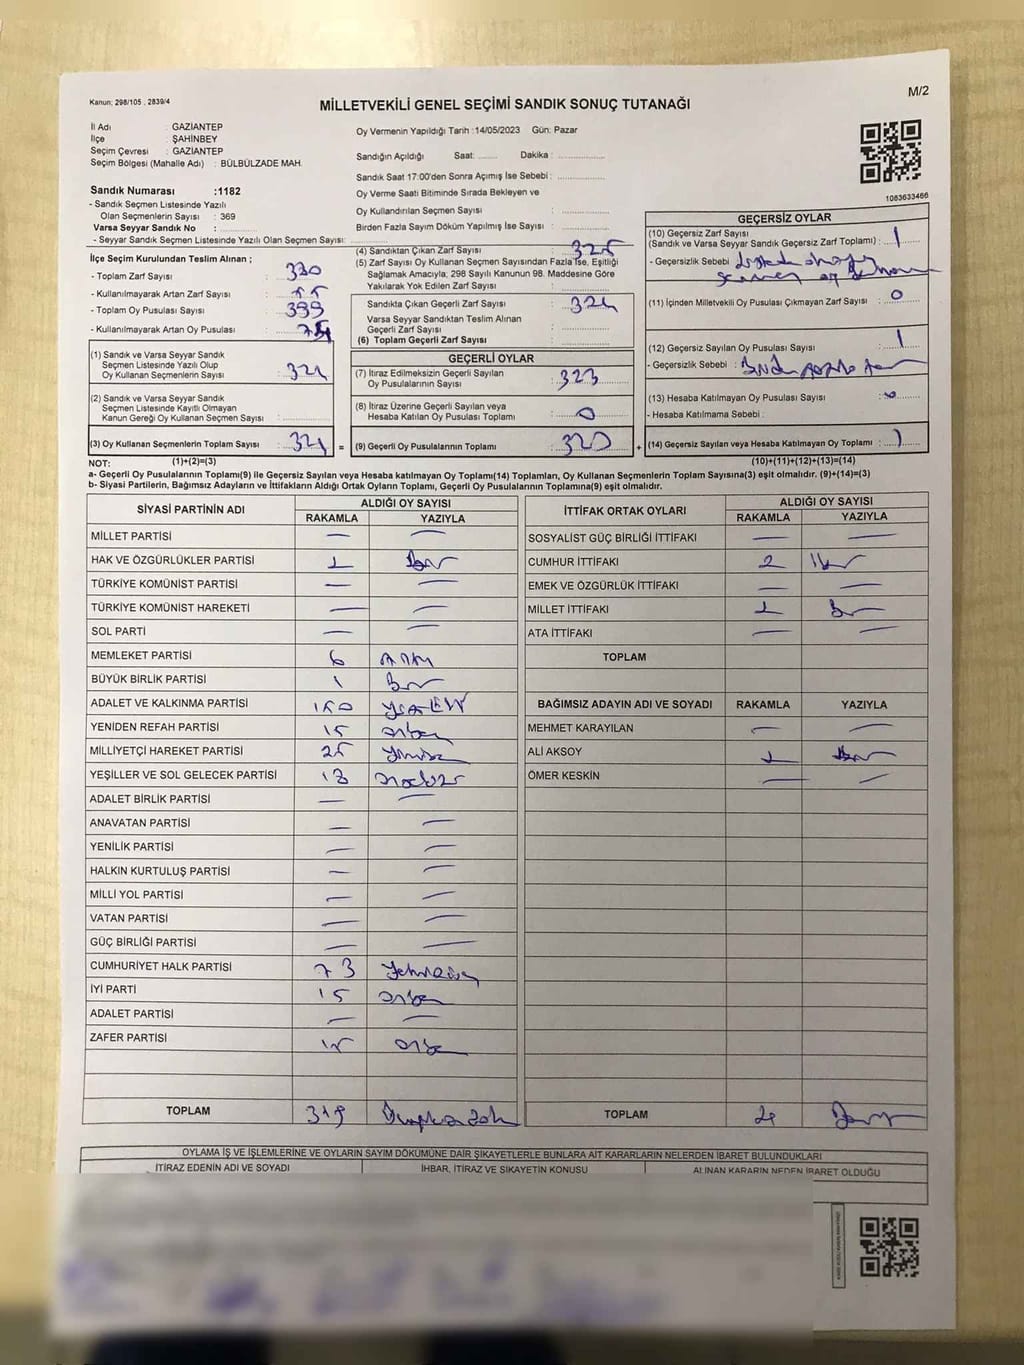 Kanun; 298/105 , 2839/4
M/2
MİLLETVEKİLİ GENEL SEÇİMİ SANDIK SONUÇ TUTANAĞI
İl Adı : GAZİANTEP
İlçe : ŞAHİNBEY
Seçim Çevresi : GAZİANTEP
Seçim Bölgesi (Mahalle Adı) : BÜLBÜLZADE MAH.
Sandık Numarası :1182
- Sandık Seçmen Listesinde Yazılı
Olan Seçmenlerin Sayısı : 369
Varsa Seyyar Sandık No :
- Seyyar Sandık Seçmen Listesinde Yazılı Olan Seçmen Sayısı:
Oy Vermenin Yapıldığı Tarih :14/05/2023 Gün: Pazar
Sandığın Açıldığı Saat: ........ Dakika : ................
Sandık Saat 17:00'den Sonra Açımış İse Sebebi : ................
Oy Verme Saati Bitiminde Sırada Bekleyen ve
Oy Kullandırılan Seçmen Sayısı : ................
Birden Fazla Sayım Döküm Yapılmış İse Sayısı : ................
1083633466
İlçe Seçim Kurulundan Teslim Alınan ;
- Toplam Zarf Sayısı : 330
- Kullanılmayarak Artan Zarf Sayısı :
- Toplam Oy Pusulası Sayısı : 399
- Kullanılmayarak Artan Oy Pusulası :
(1) Sandık ve Varsa Seyyar Sandık
Seçmen Listesinde Yazılı Olup
Oy Kullanan Seçmenlerin Sayısı : 324
(2) Sandık ve Varsa Seyyar Sandık
Seçmen Listesinde Kayıtlı Olmayan
Kanun Gereği Oy Kullanan Seçmen Sayısı :
(3) Oy Kullanan Seçmenlerin Toplam Sayısı : 324
(4) Sandıktan Çıkan Zarf Sayısı : 325
(5) Zarf Sayısı Oy Kullanan Seçmen Sayısından Fazla İse, Eşitliği
Sağlamak Amacıyla; 298 Sayılı Kanunun 98. Maddesine Göre
Yakılarak Yok Edilen Zarf Sayısı :
Sandıkta Çıkan Geçerli Zarf Sayısı : 324
Varsa Seyyar Sandıktan Teslim Alınan
Geçerli Zarf Sayısı :
(6) Toplam Geçerli Zarf Sayısı :
GEÇERLİ OYLAR
(7) İtiraz Edilmeksizin Geçerli Sayılan
Oy Pusulalarının Sayısı : 323
(8) İtiraz Üzerine Geçerli Sayılan veya
Hesaba Katılan Oy Pusulası Toplamı : 0
= (9) Geçerli Oy Pusulalarının Toplamı : 323
GEÇERSİZ OYLAR
(10) Geçersiz Zarf Sayısı
(Sandık ve Varsa Seyyar Sandık Geçersiz Zarf Toplamı) : 1
- Geçersizlik Sebebi :
(11) İçinden Milletvekili Oy Pusulası Çıkmayan Zarf Sayısı : 0
(12) Geçersiz Sayılan Oy Pusulası Sayısı : 1
- Geçersizlik Sebebi :
(13) Hesaba Katılmayan Oy Pusulası Sayısı :
- Hesaba Katılmama Sebebi :
+ (14) Geçersiz Sayılan veya Hesaba Katılmayan Oy Toplamı : 1
NOT: (1)+(2)=(3) (10)+(11)+(12)+(13)=(14)
a- Geçerli Oy Pusulalarının Toplamı(9) ile Geçersiz Sayılan veya Hesaba katılmayan Oy Toplamı(14) Toplamları, Oy Kullanan Seçmenlerin Toplam Sayısına(3) eşit olmalıdır. (9)+(14)=(3)
b- Siyasi Partilerin, Bağımsız Adayların ve İttifakların Aldığı Ortak Oyların Toplamı, Geçerli Oy Pusulalarının Toplamına(9) eşit olmalıdır.
SİYASİ PARTİNİN ADI ALDIĞI OY SAYISI
RAKAMLA YAZIYLA
MİLLET PARTİSİ — —
HAK VE ÖZGÜRLÜKLER PARTİSİ 1 Bir
TÜRKİYE KOMÜNİST PARTİSİ — —
TÜRKİYE KOMÜNİST HAREKETİ — —
SOL PARTİ — —
MEMLEKET PARTİSİ 6 Altı
BÜYÜK BİRLİK PARTİSİ 1 Bir
ADALET VE KALKINMA PARTİSİ 150
YENİDEN REFAH PARTİSİ 15
MİLLİYETÇİ HAREKET PARTİSİ 25
YEŞİLLER VE SOL GELECEK PARTİSİ 18
ADALET BİRLİK PARTİSİ — —
ANAVATAN PARTİSİ — —
YENİLİK PARTİSİ — —
HALKIN KURTULUŞ PARTİSİ — —
MİLLİ YOL PARTİSİ — —
VATAN PARTİSİ — —
GÜÇ BİRLİĞİ PARTİSİ — —
CUMHURİYET HALK PARTİSİ 73
İYİ PARTİ 15
ADALET PARTİSİ — —
ZAFER PARTİSİ 15
TOPLAM 319
İTTİFAK ORTAK OYLARI ALDIĞI OY SAYISI
RAKAMLA YAZIYLA
SOSYALİST GÜÇ BİRLİĞİ İTTİFAKI — —
CUMHUR İTTİFAKI 2 İki
EMEK VE ÖZGÜRLÜK İTTİFAKI — —
MİLLET İTTİFAKI 1 Bir
ATA İTTİFAKI — —
TOPLAM
BAĞIMSIZ ADAYIN ADI VE SOYADI RAKAMLA YAZIYLA
MEHMET KARAYILAN — —
ALİ AKSOY 1 Bir
ÖMER KESKİN — —
TOPLAM 4 Dört
OYLAMA İŞ VE İŞLEMLERİNE VE OYLARIN SAYIM DÖKÜMÜNE DAİR ŞİKAYETLERLE BUNLARA AİT KARARLARIN NELERDEN İBARET BULUNDUKLARI
İTİRAZ EDENİN ADI VE SOYADI İHBAR, İTİRAZ VE ŞİKAYETİN KONUSU ALINAN KARARIN NEDEN İBARET OLDUĞU